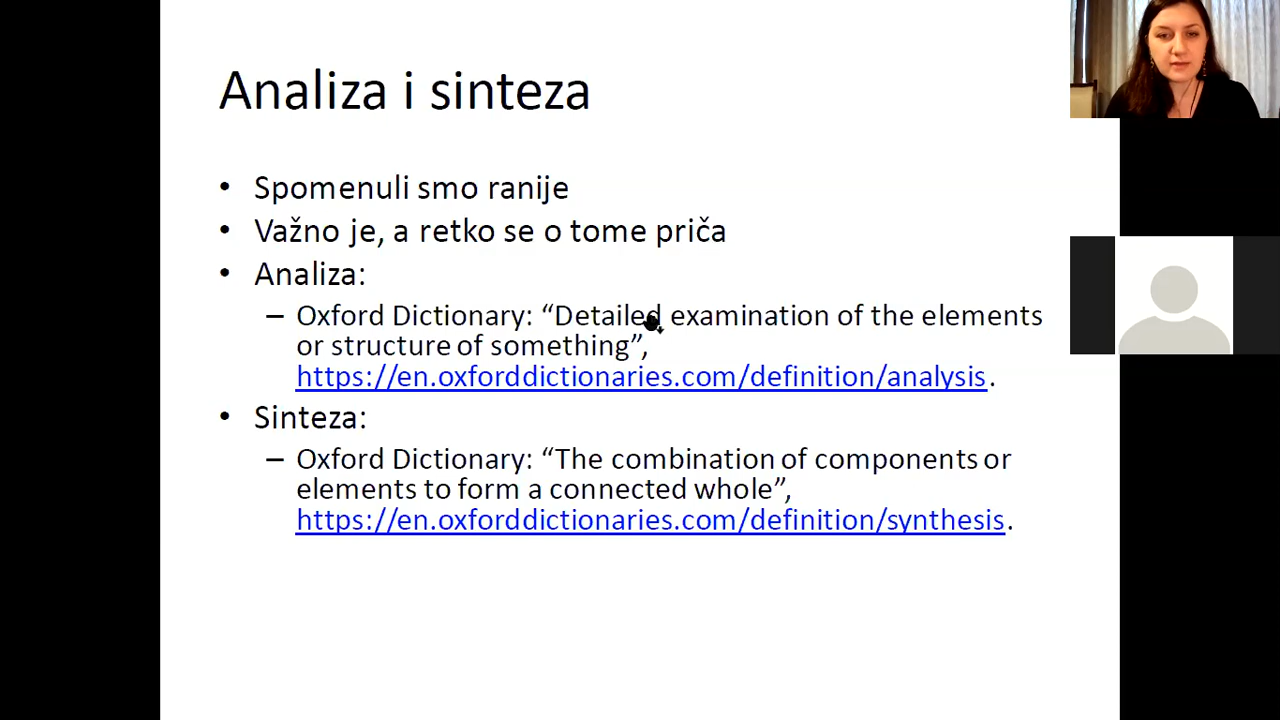 Analiza i sinteza
• Spomenuli smo ranije
• Važno je, a retko se o tome priča
• Analiza:
– Oxford Dictionary: “Detailed examination of the elements
or structure of something”,
https://en.oxforddictionaries.com/definition/analysis.
• Sinteza:
– Oxford Dictionary: “The combination of components or
elements to form a connected whole”,
https://en.oxforddictionaries.com/definition/synthesis.